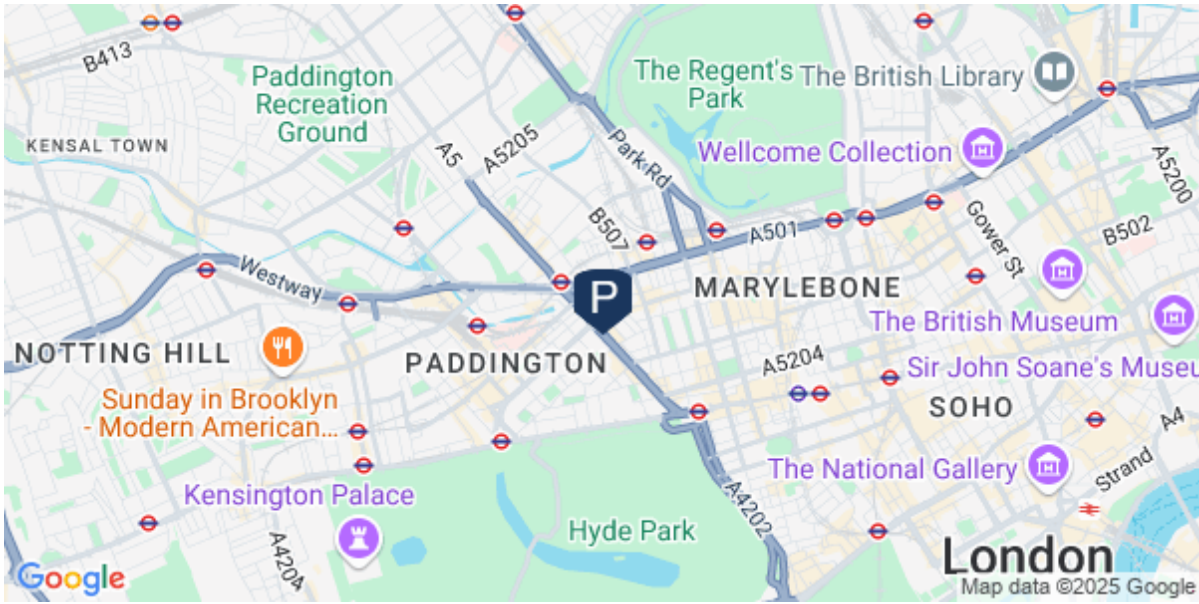 B413
Paddington
Recreation
Ground
The Regent's
Park
The British Library
KENSAL TOWN
A5
A5205
Park Rd
Wellcome Collection
A5200
B507
A501
Gower St
B502
Westway
P
MARYLEBONE
The British Museum
NOTTING HILL
PADDINGTON
A5204
Sir John Soane's Museu
Sunday in Brooklyn
- Modern American...
SOHO
A4
Kensington Palace
The National Gallery
Strand
A4202
Hyde Park
A4204
London
Google
Map data ©2025 Google